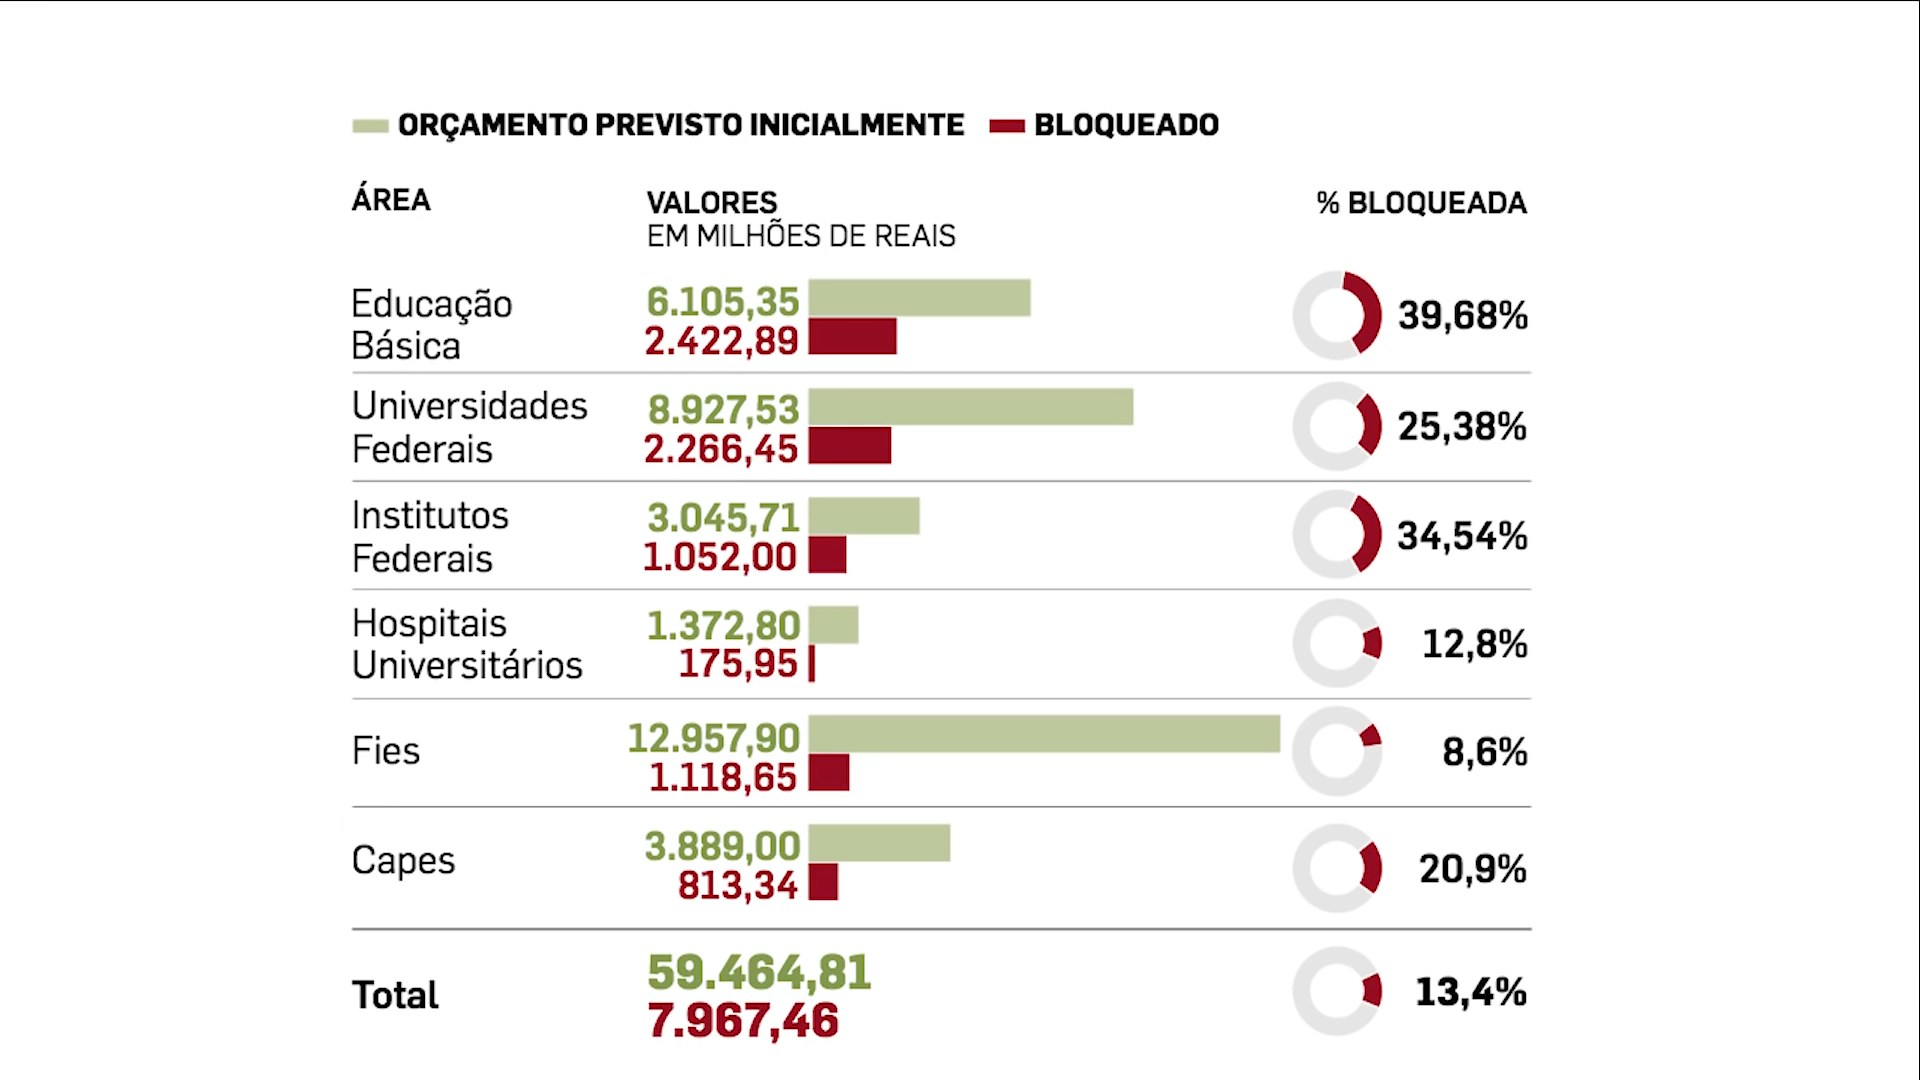 ORÇAMENTO PREVISTO INICIALMENTE BLOQUEADO
ÁREA VALORES % BLOQUEADA
EM MILHÕES DE REAIS
Educação 6.105,35
Básica 2.422,89 39,68%
Universidades 8.927,53
Federais 2.266,45 25,38%
Institutos 3.045,71
Federais 1.052,00 34,54%
Hospitais 1.372,80
Universitários 175,95 12,8%
Fies 12.957,90
1.118,65 8,6%
Capes 3.889,00
813,34 20,9%
Total 59.464,81
7.967,46 13,4%